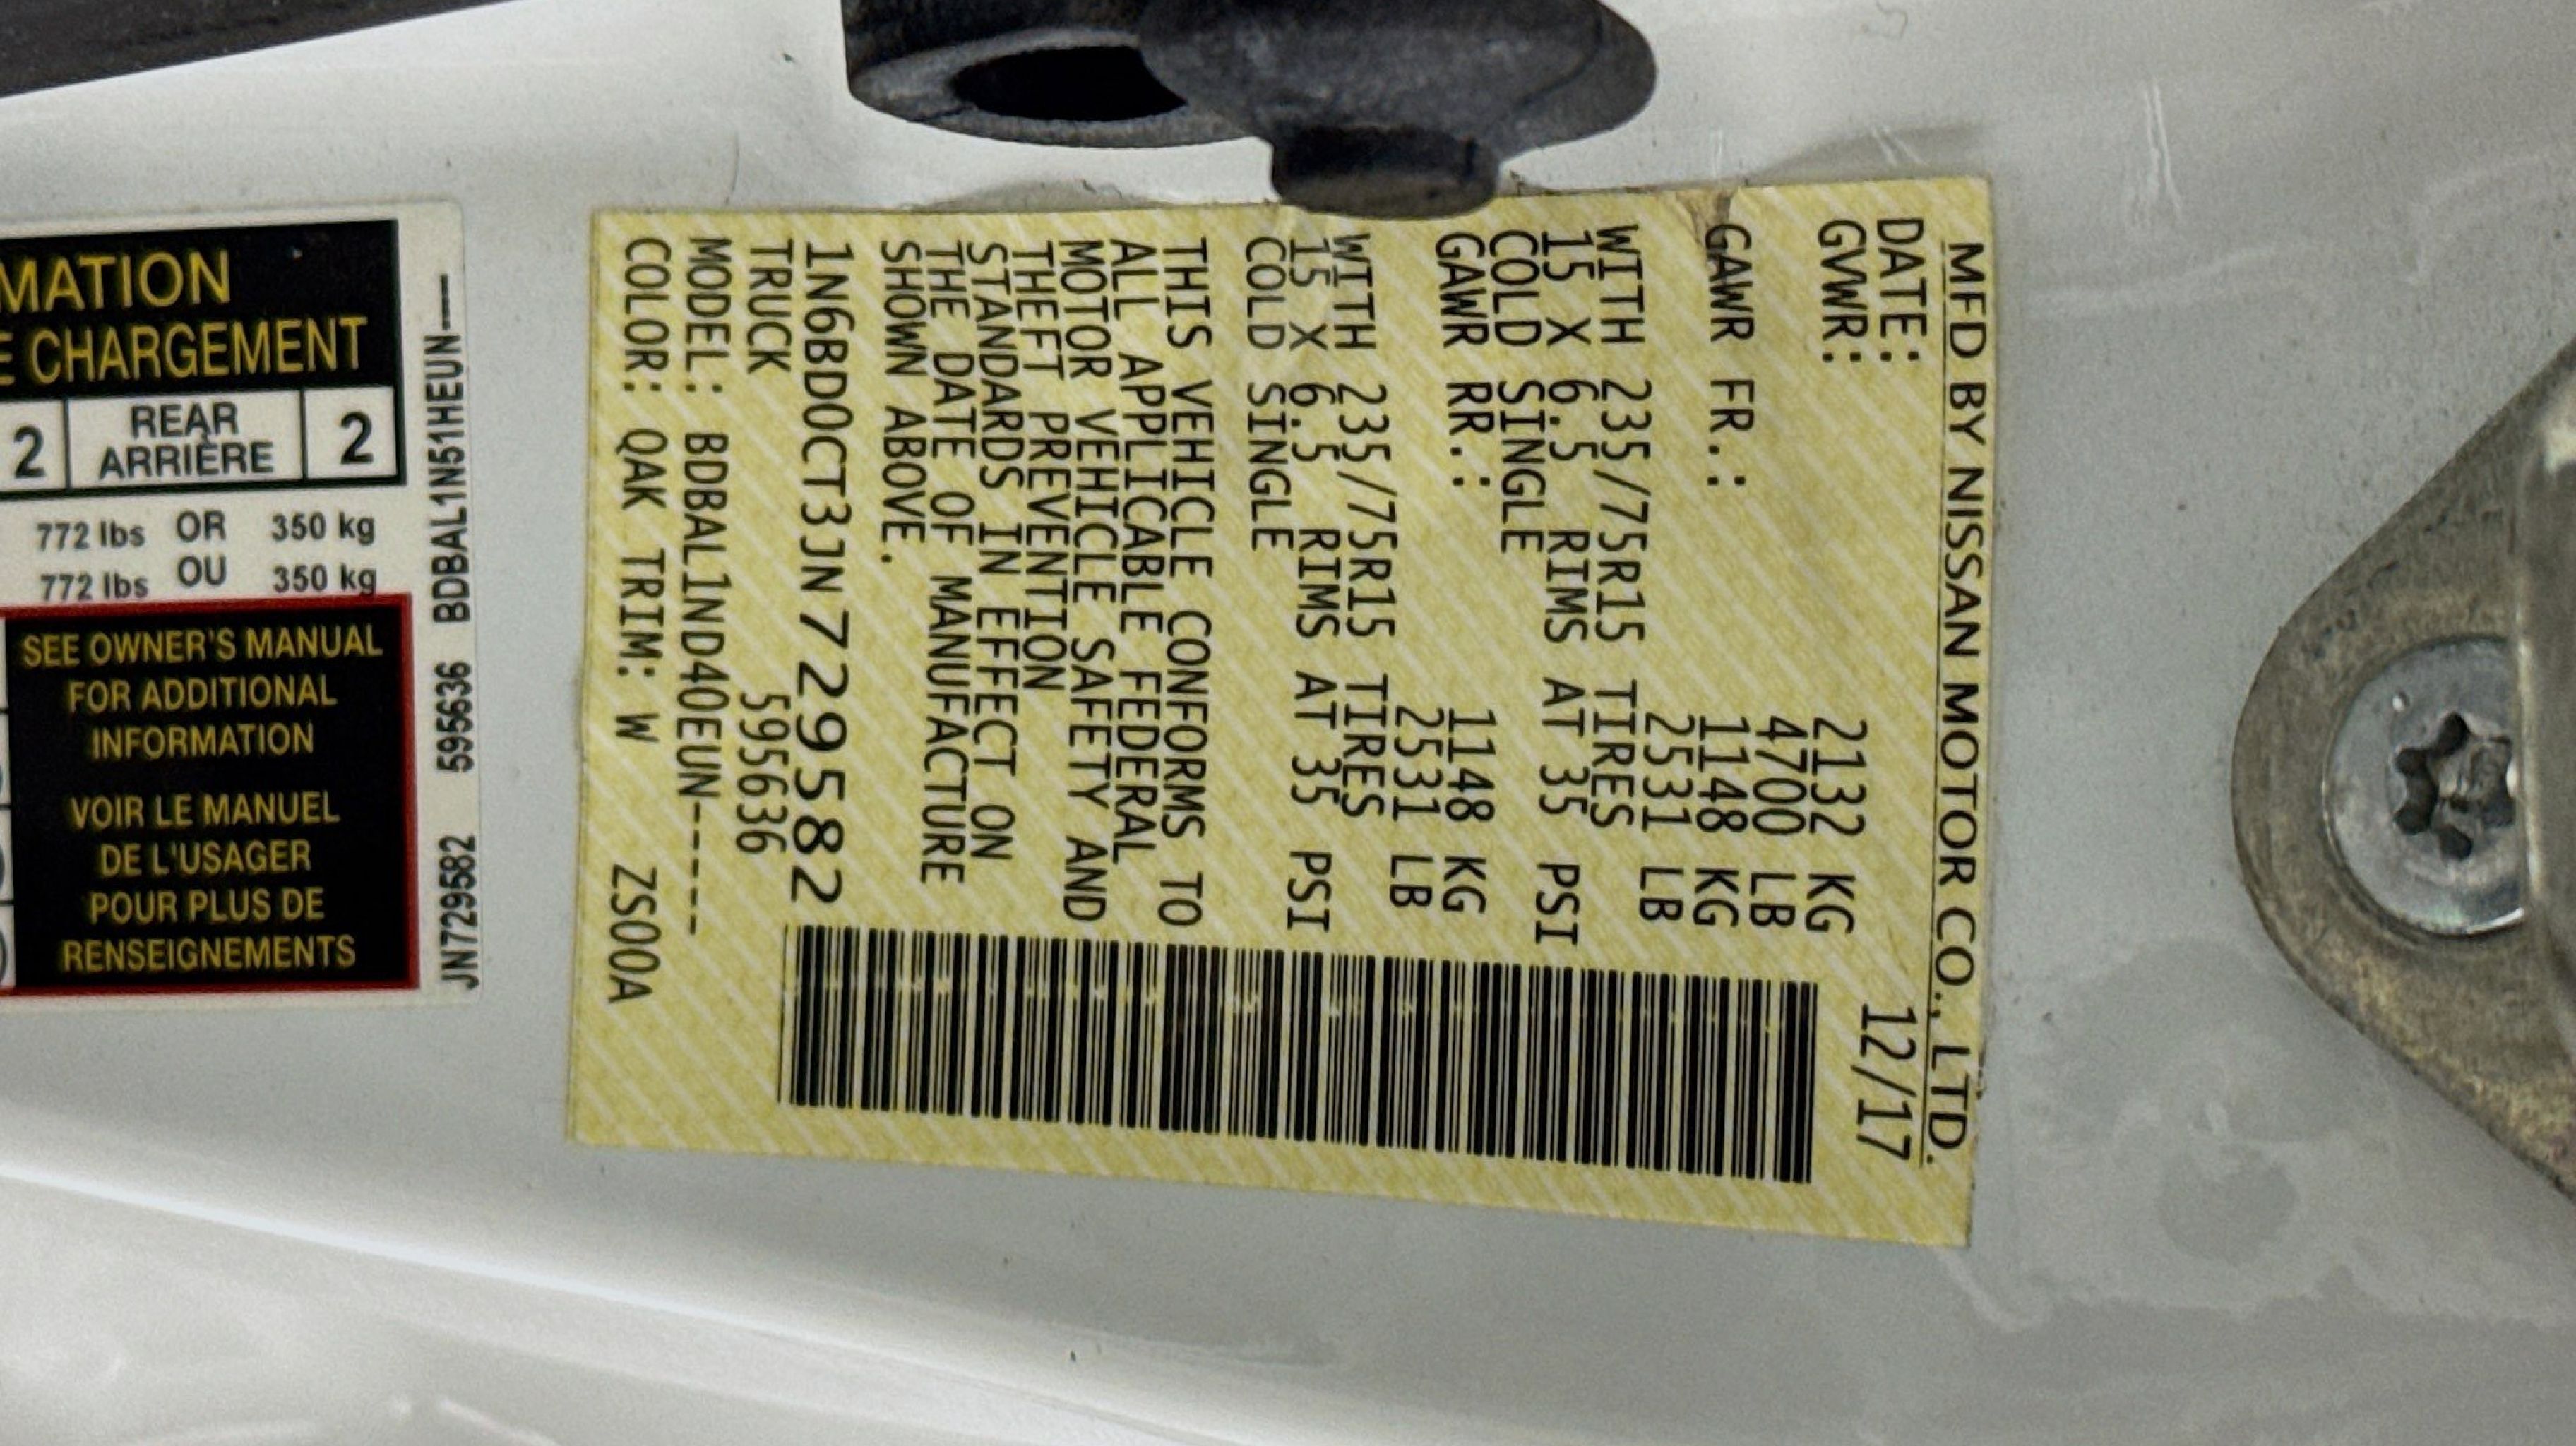 MFD BY NISSAN MOTOR CO., LTD.
DATE: 12/17
GVWR: 2132 KG
4700 LB
GAWR FR.: 1148 KG
2531 LB
WITH 235/75R15 TIRES
15 X 6.5 RIMS AT 35 PSI
COLD SINGLE
GAWR RR.: 1148 KG
2531 LB
WITH 235/75R15 TIRES
15 X 6.5 RIMS AT 35 PSI
COLD SINGLE
THIS VEHICLE CONFORMS TO
ALL APPLICABLE FEDERAL
MOTOR VEHICLE SAFETY AND
THEFT PREVENTION
STANDARDS IN EFFECT ON
THE DATE OF MANUFACTURE
SHOWN ABOVE.
1N6BD0CT3JN729582
TRUCK 595636
MODEL: BDBAL1ND40EUN-----
COLOR: QAK TRIM: W ZS00A
MATION
E CHARGEMENT
2 REAR 2
ARRIÈRE
772 lbs OR 350 kg
772 lbs OU 350 kg
SEE OWNER'S MANUAL
FOR ADDITIONAL
INFORMATION
VOIR LE MANUEL
DE L'USAGER
POUR PLUS DE
RENSEIGNEMENTS
JN729582 595636 BDBAL1N51HEUN----